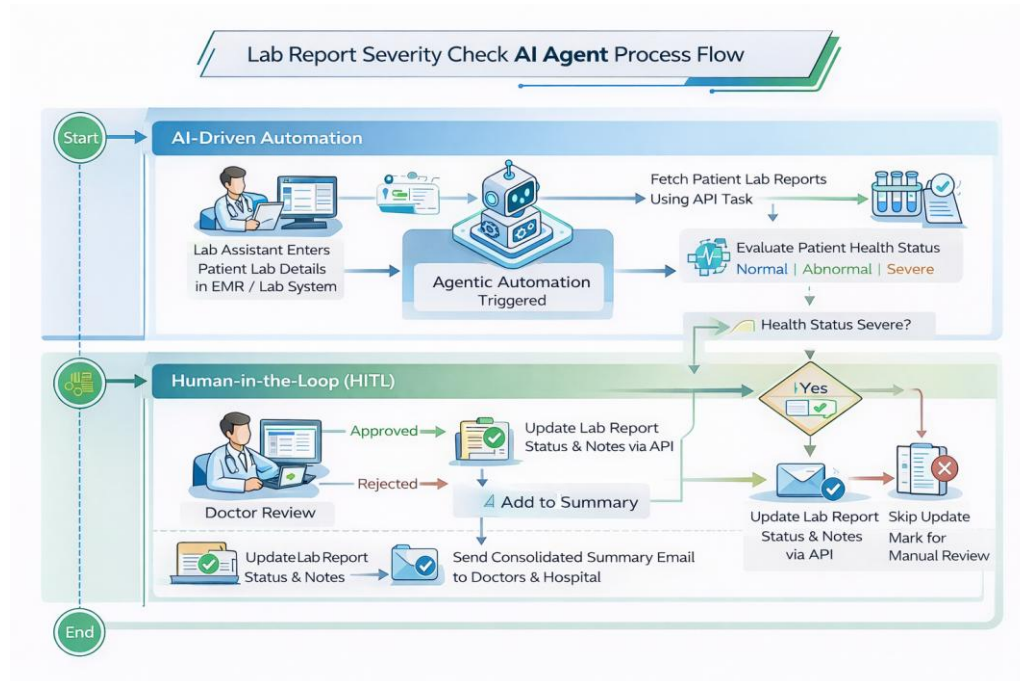 Lab Report Severity Check AI Agent Process Flow
Start
AI-Driven Automation
Lab Assistant Enters
Patient Lab Details
in EMR / Lab System
Agentic Automation
Triggered
Fetch Patient Lab Reports
Using API Task
Evaluate Patient Health Status
Normal | Abnormal | Severe
Health Status Severe?
Human-in-the-Loop (HITL)
Yes
Doctor Review
Approved
Rejected
Update Lab Report
Status & Notes via API
Add to Summary
Update Lab Report
Status & Notes
Send Consolidated Summary Email
to Doctors & Hospital
Update Lab Report
Status & Notes
via API
Skip Update
Mark for
Manual Review
End